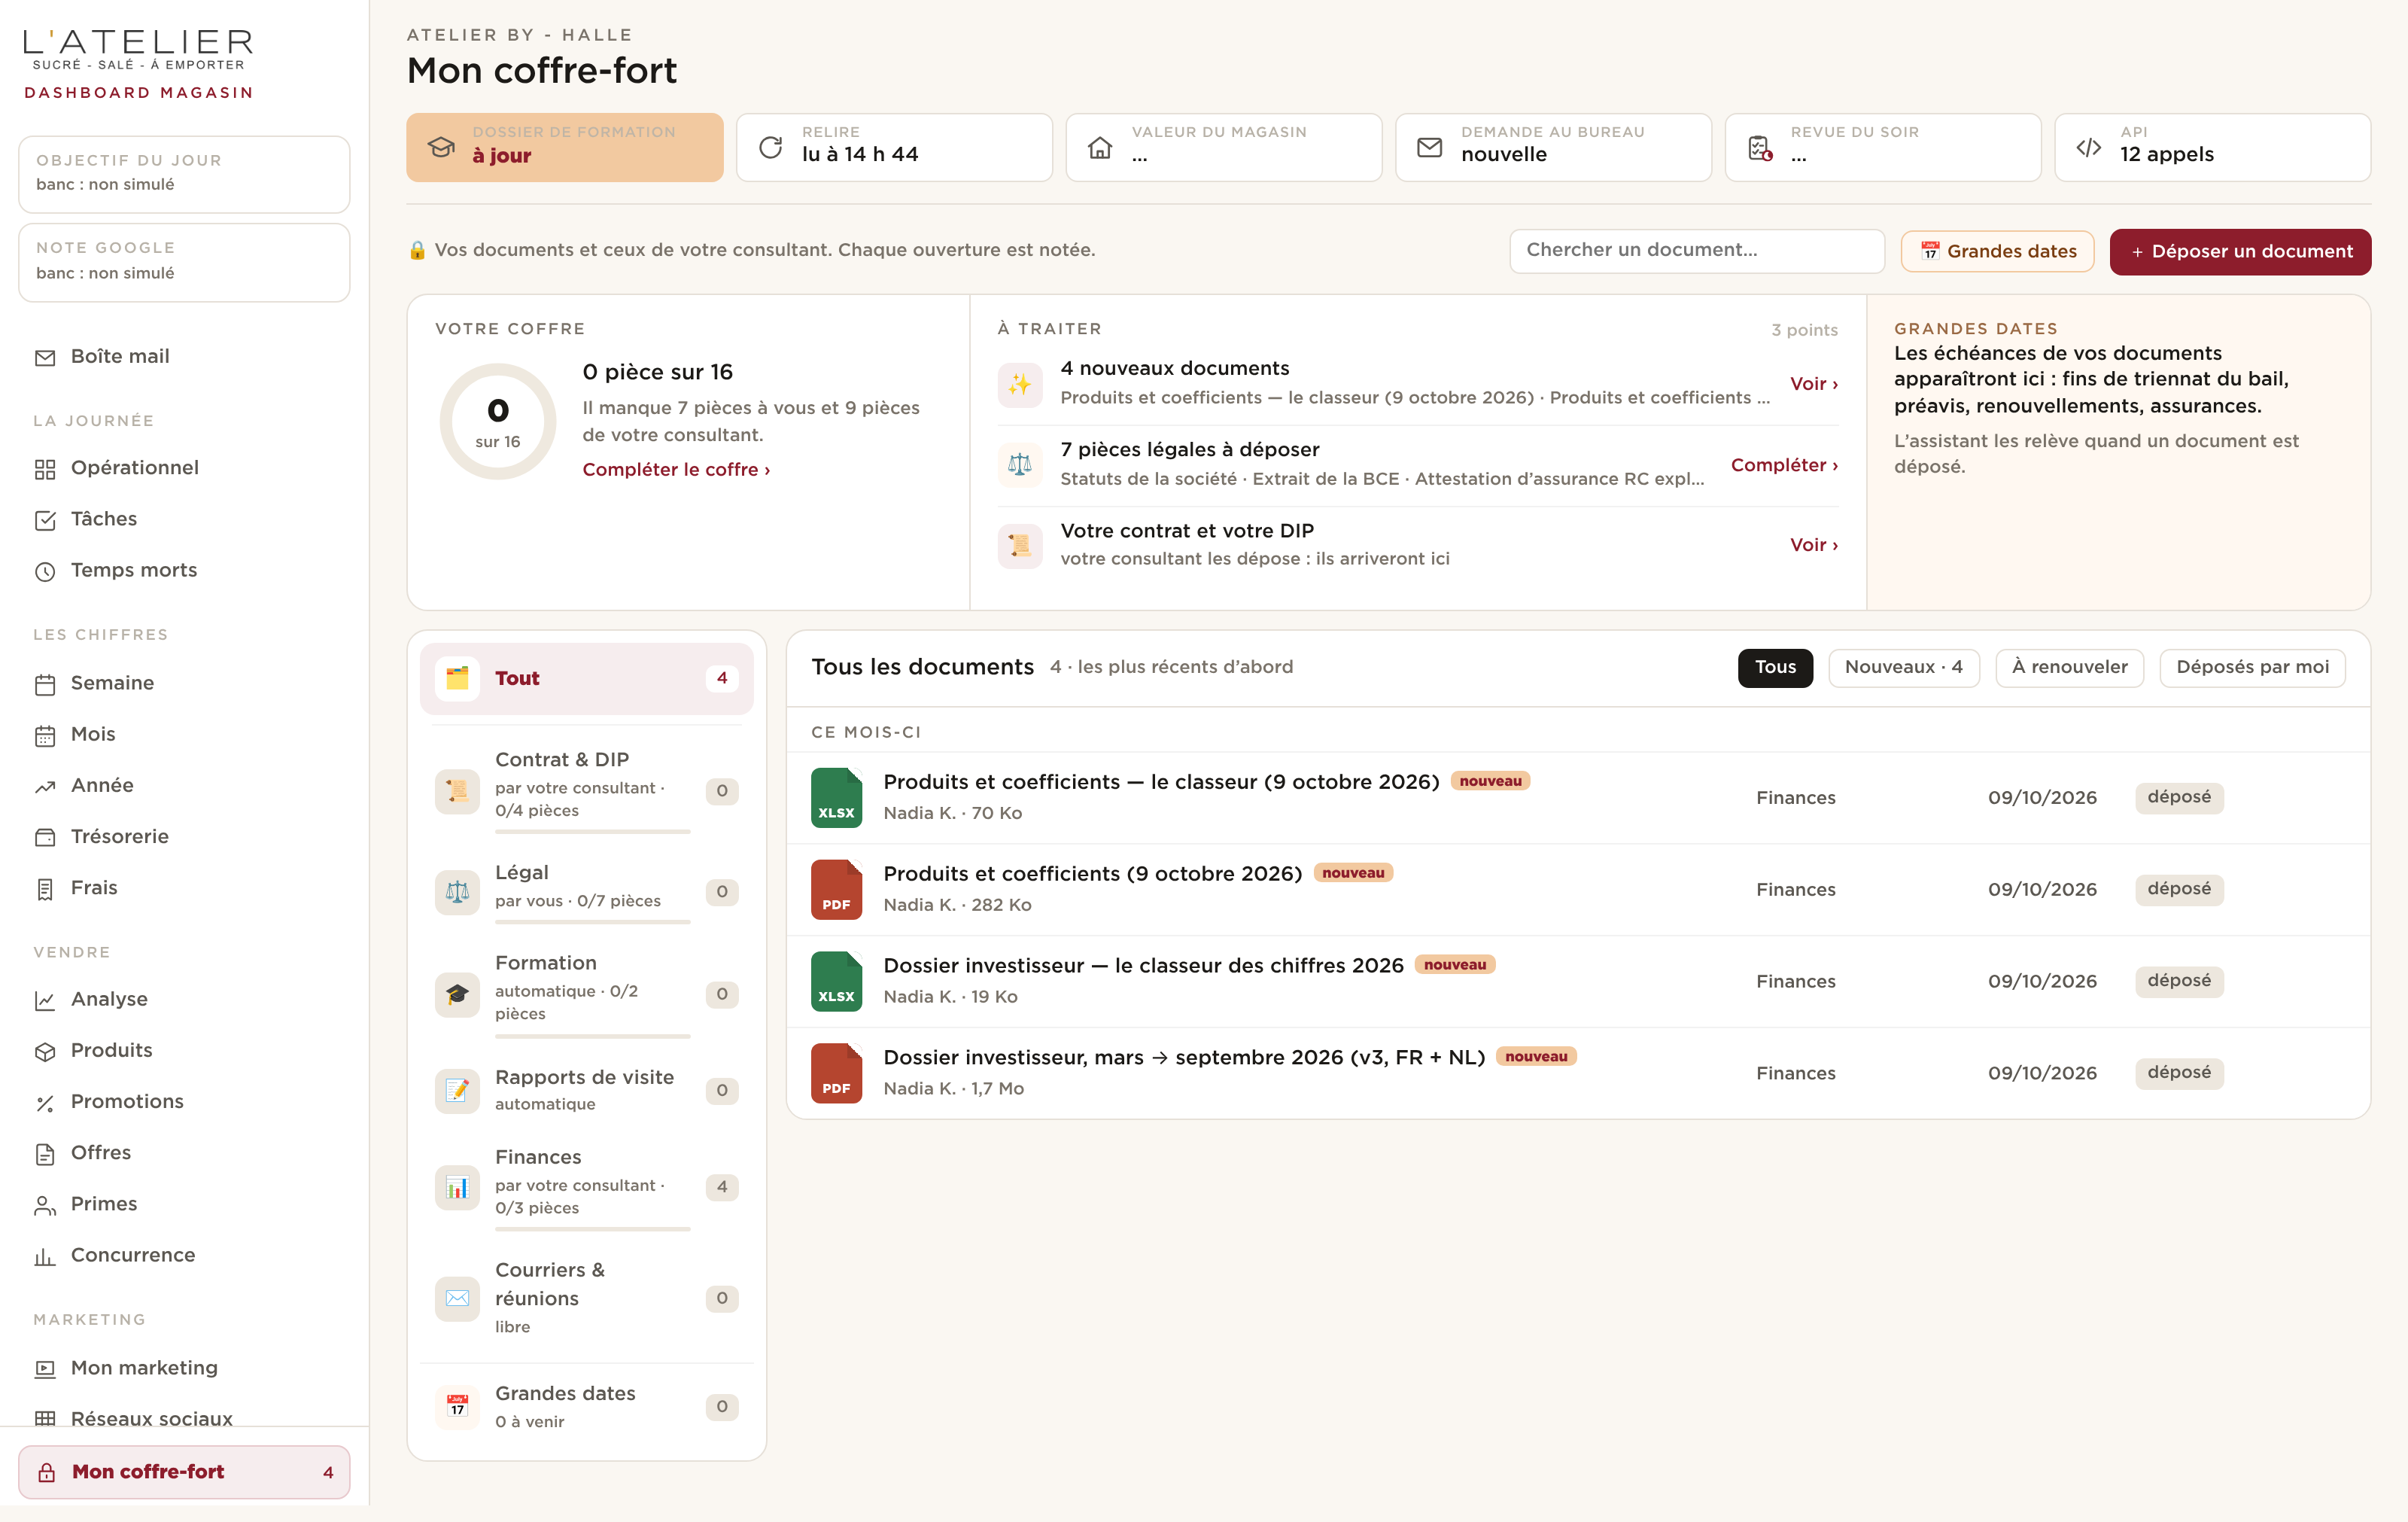 L'ATELIER
SUCRÉ - SALÉ - Á EMPORTER
DASHBOARD MAGASIN
OBJECTIF DU JOUR
banc : non simulé
NOTE GOOGLE
banc : non simulé
Boîte mail
LA JOURNÉE
Opérationnel
Tâches
Temps morts
LES CHIFFRES
Semaine
Mois
Année
Trésorerie
Frais
VENDRE
Analyse
Produits
Promotions
Offres
Primes
Concurrence
MARKETING
Mon marketing
Réseaux sociaux
Mon coffre-fort 4
ATELIER BY - HALLE
Mon coffre-fort
DOSSIER DE FORMATION
à jour
RELIRE
lu à 14 h 44
VALEUR DU MAGASIN
...
DEMANDE AU BUREAU
nouvelle
REVUE DU SOIR
...
API
12 appels
Vos documents et ceux de votre consultant. Chaque ouverture est notée.
Chercher un document...
Grandes dates
+ Déposer un document
VOTRE COFFRE
0
sur 16
0 pièce sur 16
Il manque 7 pièces à vous et 9 pièces
de votre consultant.
Compléter le coffre ›
À TRAITER
3 points
4 nouveaux documents
Produits et coefficients — le classeur (9 octobre 2026) · Produits et coefficients ...
Voir ›
7 pièces légales à déposer
Statuts de la société · Extrait de la BCE · Attestation d’assurance RC expl...
Compléter ›
Votre contrat et votre DIP
votre consultant les dépose : ils arriveront ici
Voir ›
GRANDES DATES
Les échéances de vos documents
apparaîtront ici : fins de triennat du bail,
préavis, renouvellements, assurances.
L’assistant les relève quand un document est
déposé.
Tout 4
Contrat & DIP
par votre consultant ·
0/4 pièces
0
Légal
par vous · 0/7 pièces
0
Formation
automatique · 0/2
pièces
0
Rapports de visite
automatique
0
Finances
par votre consultant ·
0/3 pièces
4
Courriers &
réunions
libre
0
Grandes dates
0 à venir
0
Tous les documents 4 · les plus récents d’abord
Tous
Nouveaux · 4
À renouveler
Déposés par moi
CE MOIS-CI
XLSX
Produits et coefficients — le classeur (9 octobre 2026) nouveau
Nadia K. · 70 Ko
Finances
09/10/2026
déposé
PDF
Produits et coefficients (9 octobre 2026) nouveau
Nadia K. · 282 Ko
Finances
09/10/2026
déposé
XLSX
Dossier investisseur — le classeur des chiffres 2026 nouveau
Nadia K. · 19 Ko
Finances
09/10/2026
déposé
PDF
Dossier investisseur, mars → septembre 2026 (v3, FR + NL) nouveau
Nadia K. · 1,7 Mo
Finances
09/10/2026
déposé